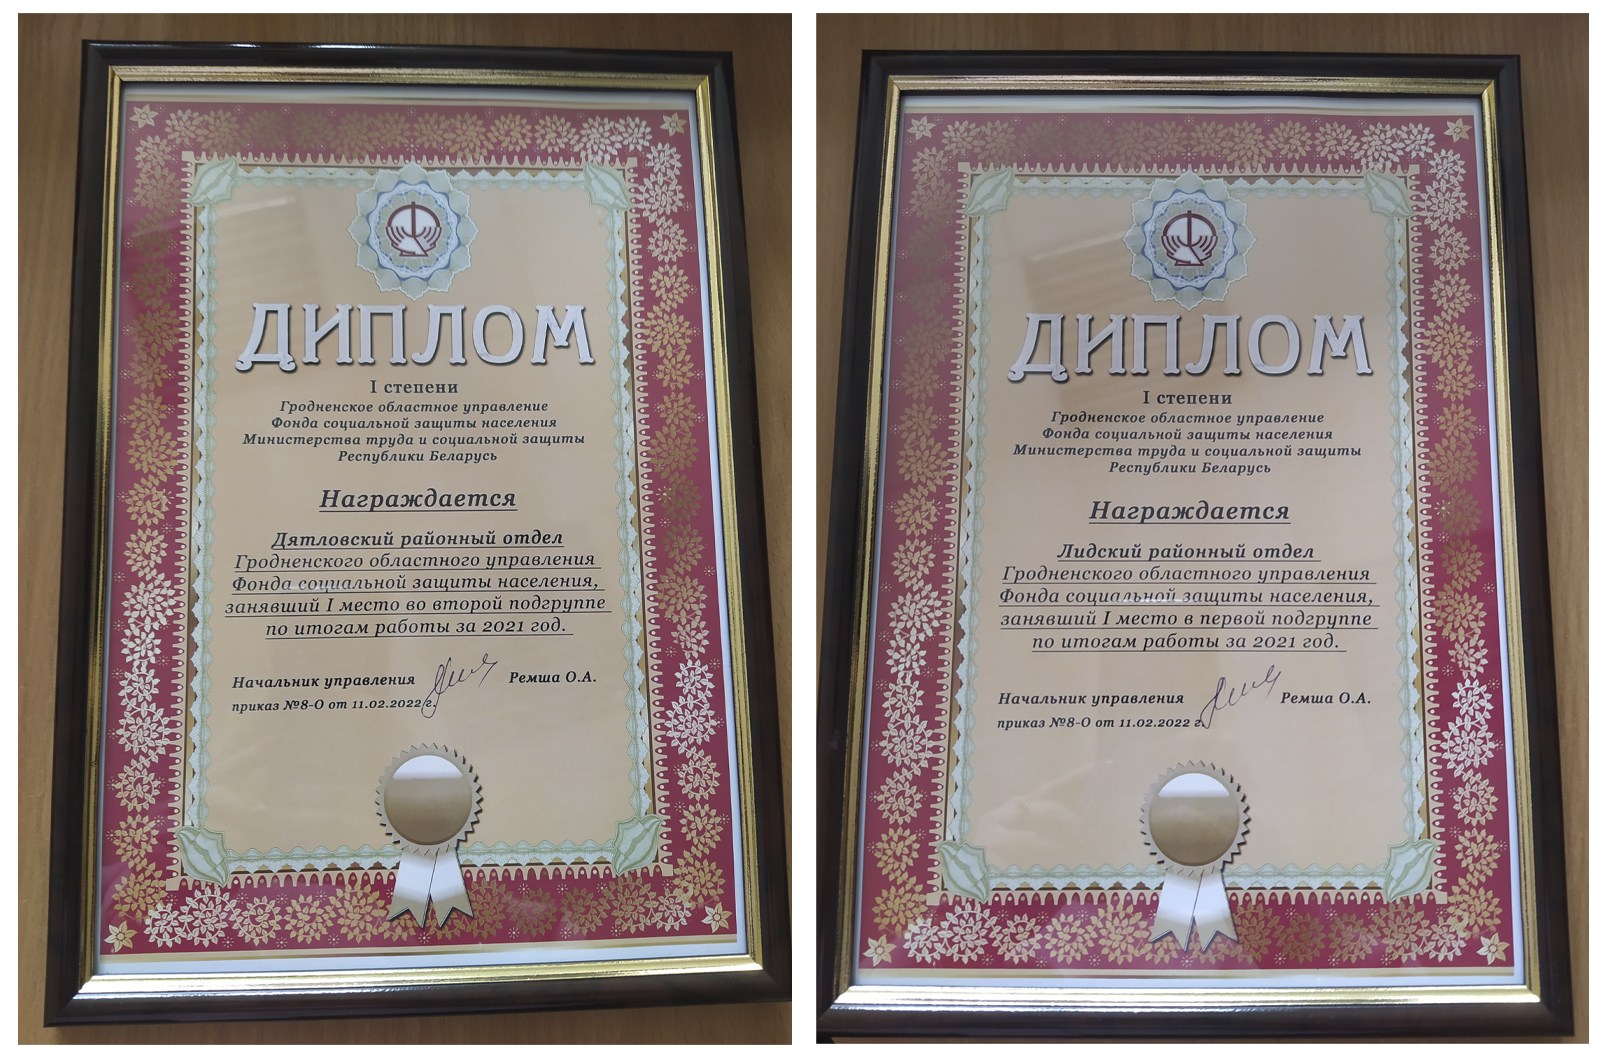 ДИПЛОМ
I степени
Гродненское областное управление
Фонда социальной защиты населения
Министерства труда и социальной защиты
Республики Беларусь
Награждается
Дятловский районный отдел
Гродненского областного управления
Фонда социальной защиты населения,
занявший I место во второй подгруппе
по итогам работы за 2021 год.
Начальник управления Ремша О.А.
приказ №8-О от 11.02.2022 г.
ДИПЛОМ
I степени
Гродненское областное управление
Фонда социальной защиты населения
Министерства труда и социальной защиты
Республики Беларусь
Награждается
Лидский районный отдел
Гродненского областного управления
Фонда социальной защиты населения,
занявший I место в первой подгруппе
по итогам работы за 2021 год.
Начальник управления Ремша О.А.
приказ №8-О от 11.02.2022 г.